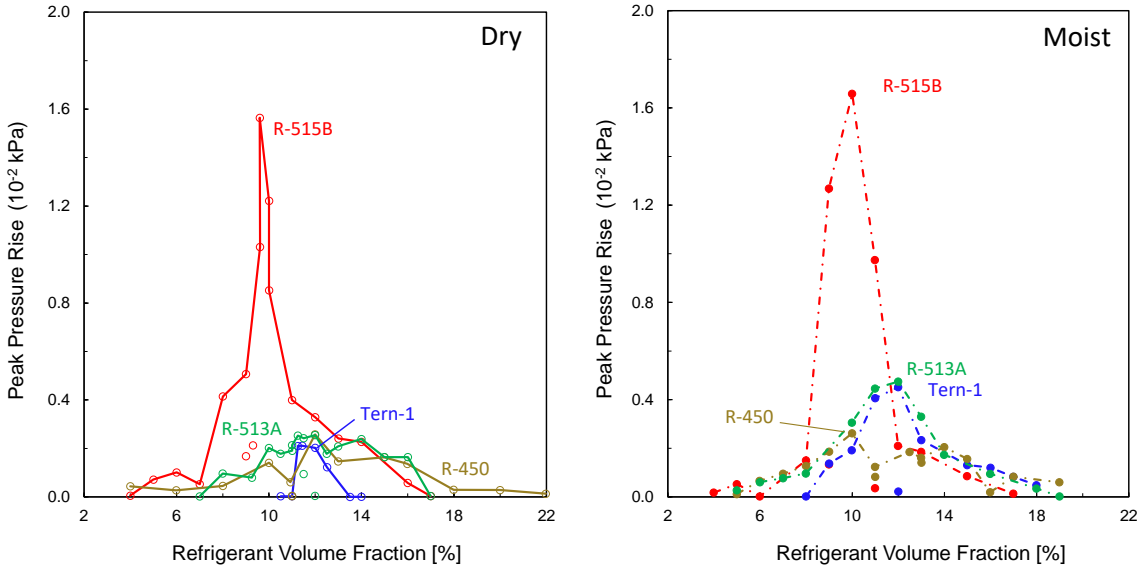 Dry
2.0
1.6
1.2
0.8
0.4
0.0
Peak Pressure Rise (10-2 kPa)
R-515B
R-513A
Tern-1
R-450
2 6 10 14 18 22
Refrigerant Volume Fraction [%]
Moist
2.0
1.6
1.2
0.8
0.4
0.0
Peak Pressure Rise (10-2 kPa)
R-515B
R-513A
Tern-1
R-450
2 6 10 14 18 22
Refrigerant Volume Fraction [%]